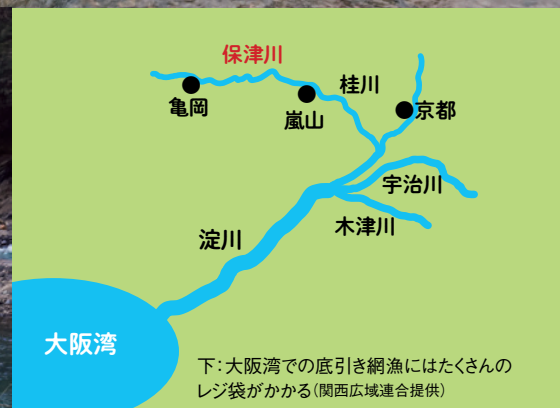 保津川
桂川
亀岡
嵐山
京都
宇治川
木津川
淀川
大阪湾
下:大阪湾での底引き網漁にはたくさんの
レジ袋がかかる(関西広域連合提供)